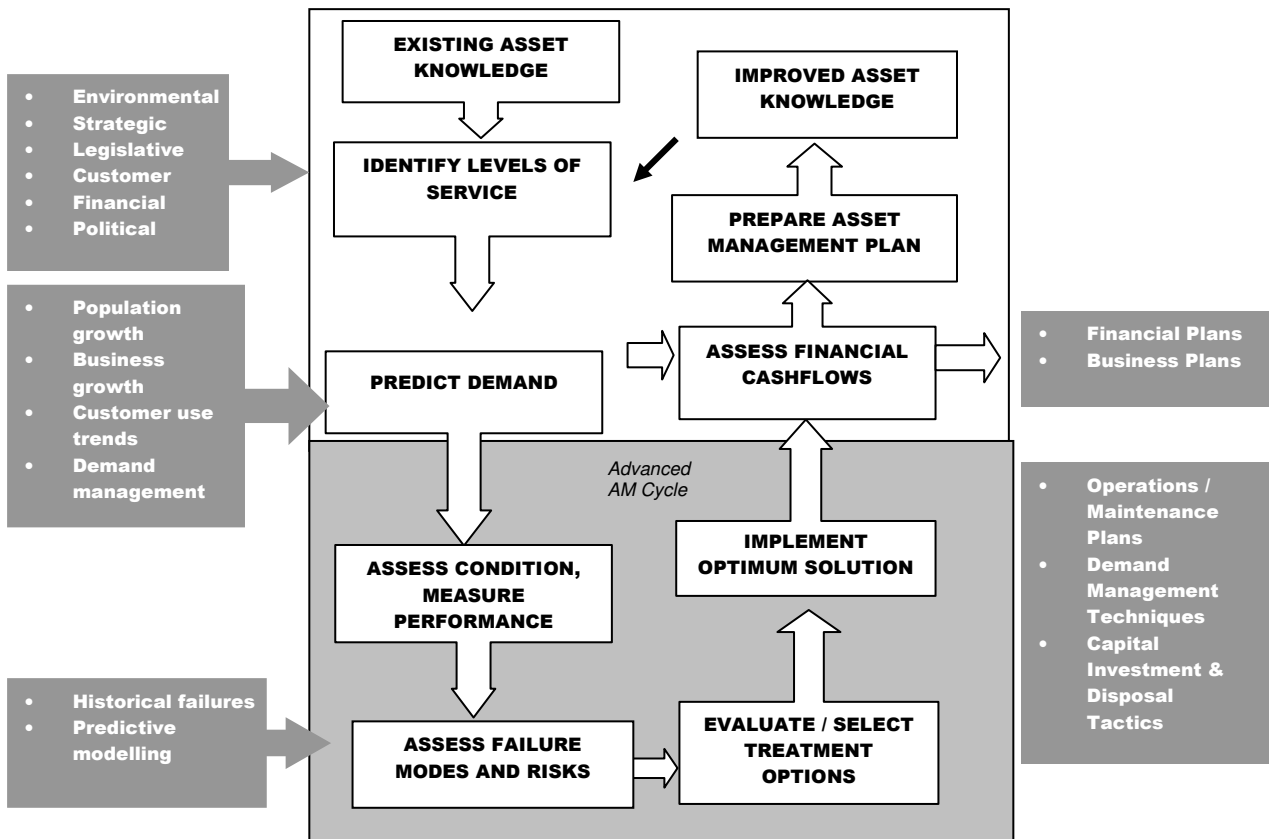 EXISTING ASSET
KNOWLEDGE
IMPROVED ASSET
KNOWLEDGE
• Environmental
• Strategic
• Legislative
• Customer
• Financial
• Political
IDENTIFY LEVELS OF
SERVICE
PREPARE ASSET
MANAGEMENT PLAN
• Population
growth
• Business
growth
• Customer use
trends
• Demand
management
PREDICT DEMAND
ASSESS FINANCIAL
CASHFLOWS
• Financial Plans
• Business Plans
Advanced
AM Cycle
ASSESS CONDITION,
MEASURE
PERFORMANCE
IMPLEMENT
OPTIMUM SOLUTION
• Operations /
Maintenance
Plans
• Demand
Management
Techniques
• Capital
Investment &
Disposal
Tactics
• Historical failures
• Predictive
modelling
ASSESS FAILURE
MODES AND RISKS
EVALUATE / SELECT
TREATMENT
OPTIONS